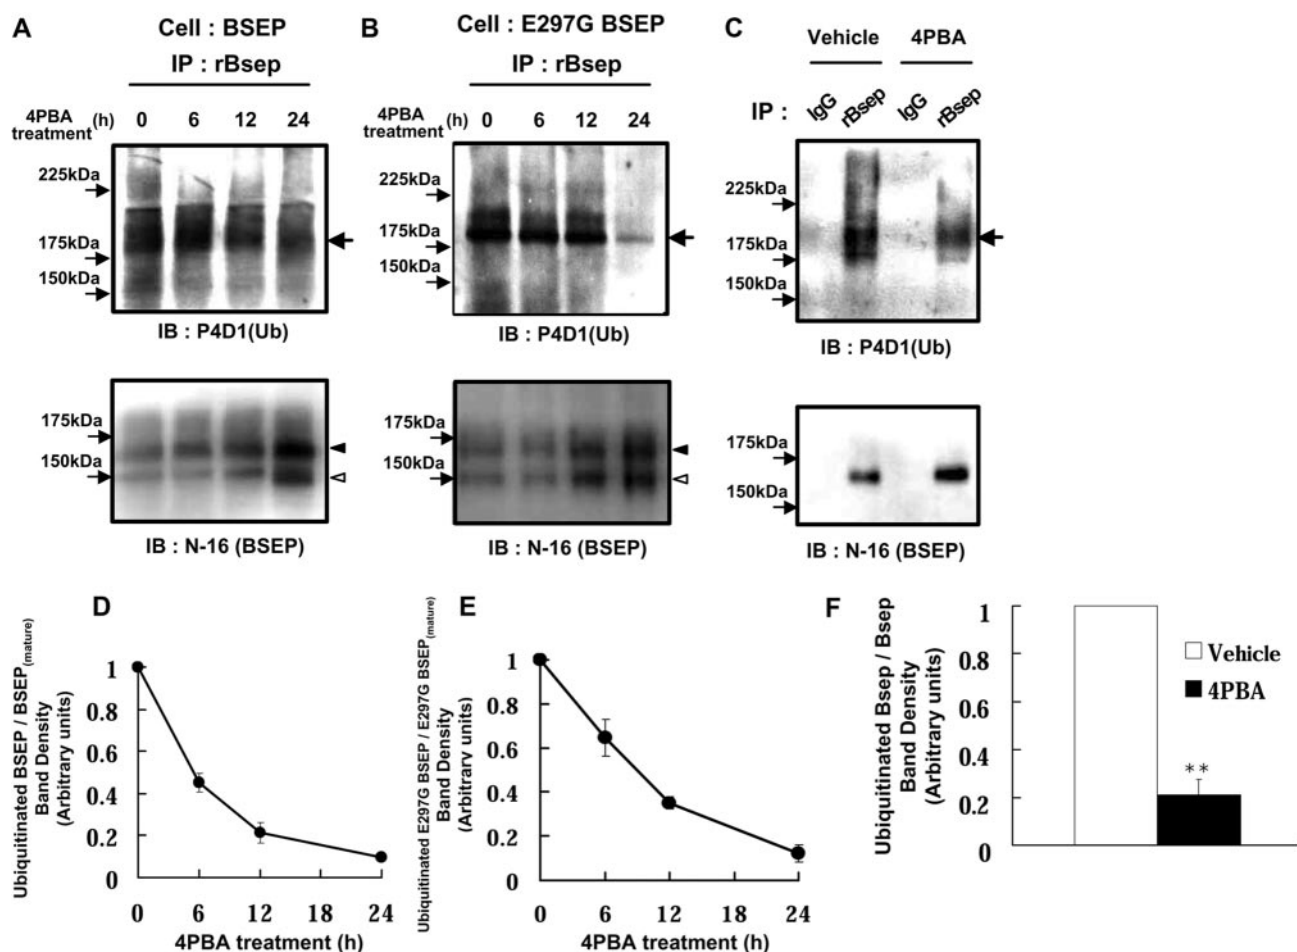 A
Cell : BSEP
IP : rBsep
4PBA treatment (h) 0 6 12 24
225kDa
175kDa
150kDa
IB : P4D1(Ub)
175kDa
150kDa
IB : N-16 (BSEP)
B
Cell : E297G BSEP
IP : rBsep
4PBA treatment (h) 0 6 12 24
225kDa
175kDa
150kDa
IB : P4D1(Ub)
175kDa
150kDa
IB : N-16 (BSEP)
C
Vehicle 4PBA
IP : IgG rBsep IgG rBsep
225kDa
175kDa
150kDa
IB : P4D1(Ub)
175kDa
150kDa
IB : N-16 (BSEP)
D
Ubiquitinated BSEP / BSEP(mature)
Band Density
(Arbitrary units)
1
0.8
0.6
0.4
0.2
0
0 6 12 18 24
4PBA treatment (h)
E
Ubiquitinated E297G BSEP / E297G BSEP(mature)
Band Density
(Arbitrary units)
1
0.8
0.6
0.4
0.2
0
0 6 12 18 24
4PBA treatment (h)
F
Ubiquitinated Bsep / Bsep
Band Density
(Arbitrary units)
1
0.8
0.6
0.4
0.2
0
Vehicle
4PBA
**